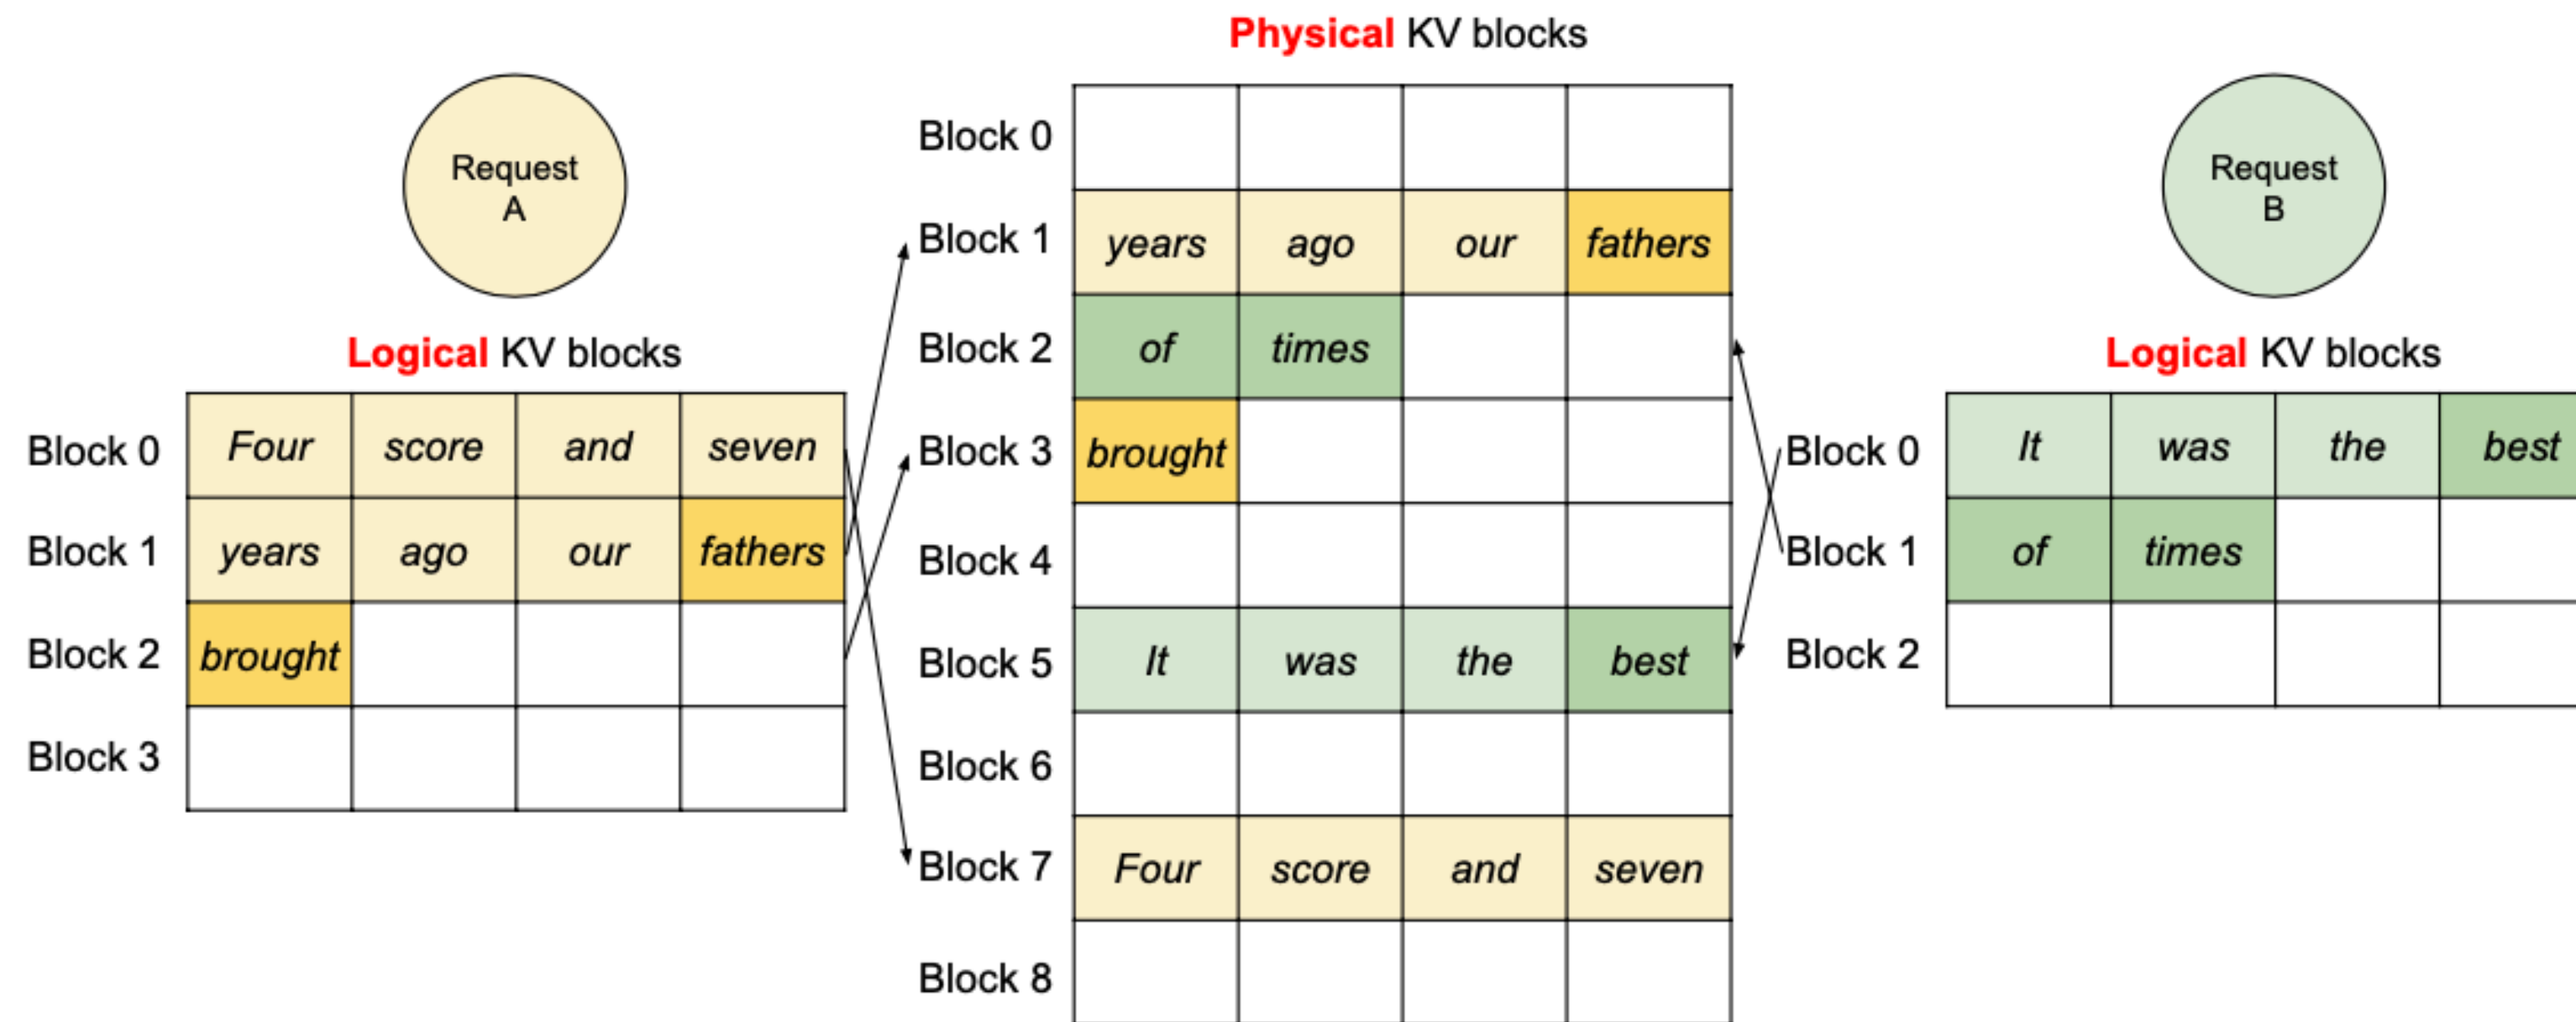 Physical KV blocks
Request
A
Logical KV blocks
Block 0 Four score and seven
Block 1 years ago our fathers
Block 2 brought
Block 3
Block 0
Block 1 years ago our fathers
Block 2 of times
Block 3 brought
Block 4
Block 5 It was the best
Block 6
Block 7 Four score and seven
Block 8
Request
B
Logical KV blocks
Block 0 It was the best
Block 1 of times
Block 2